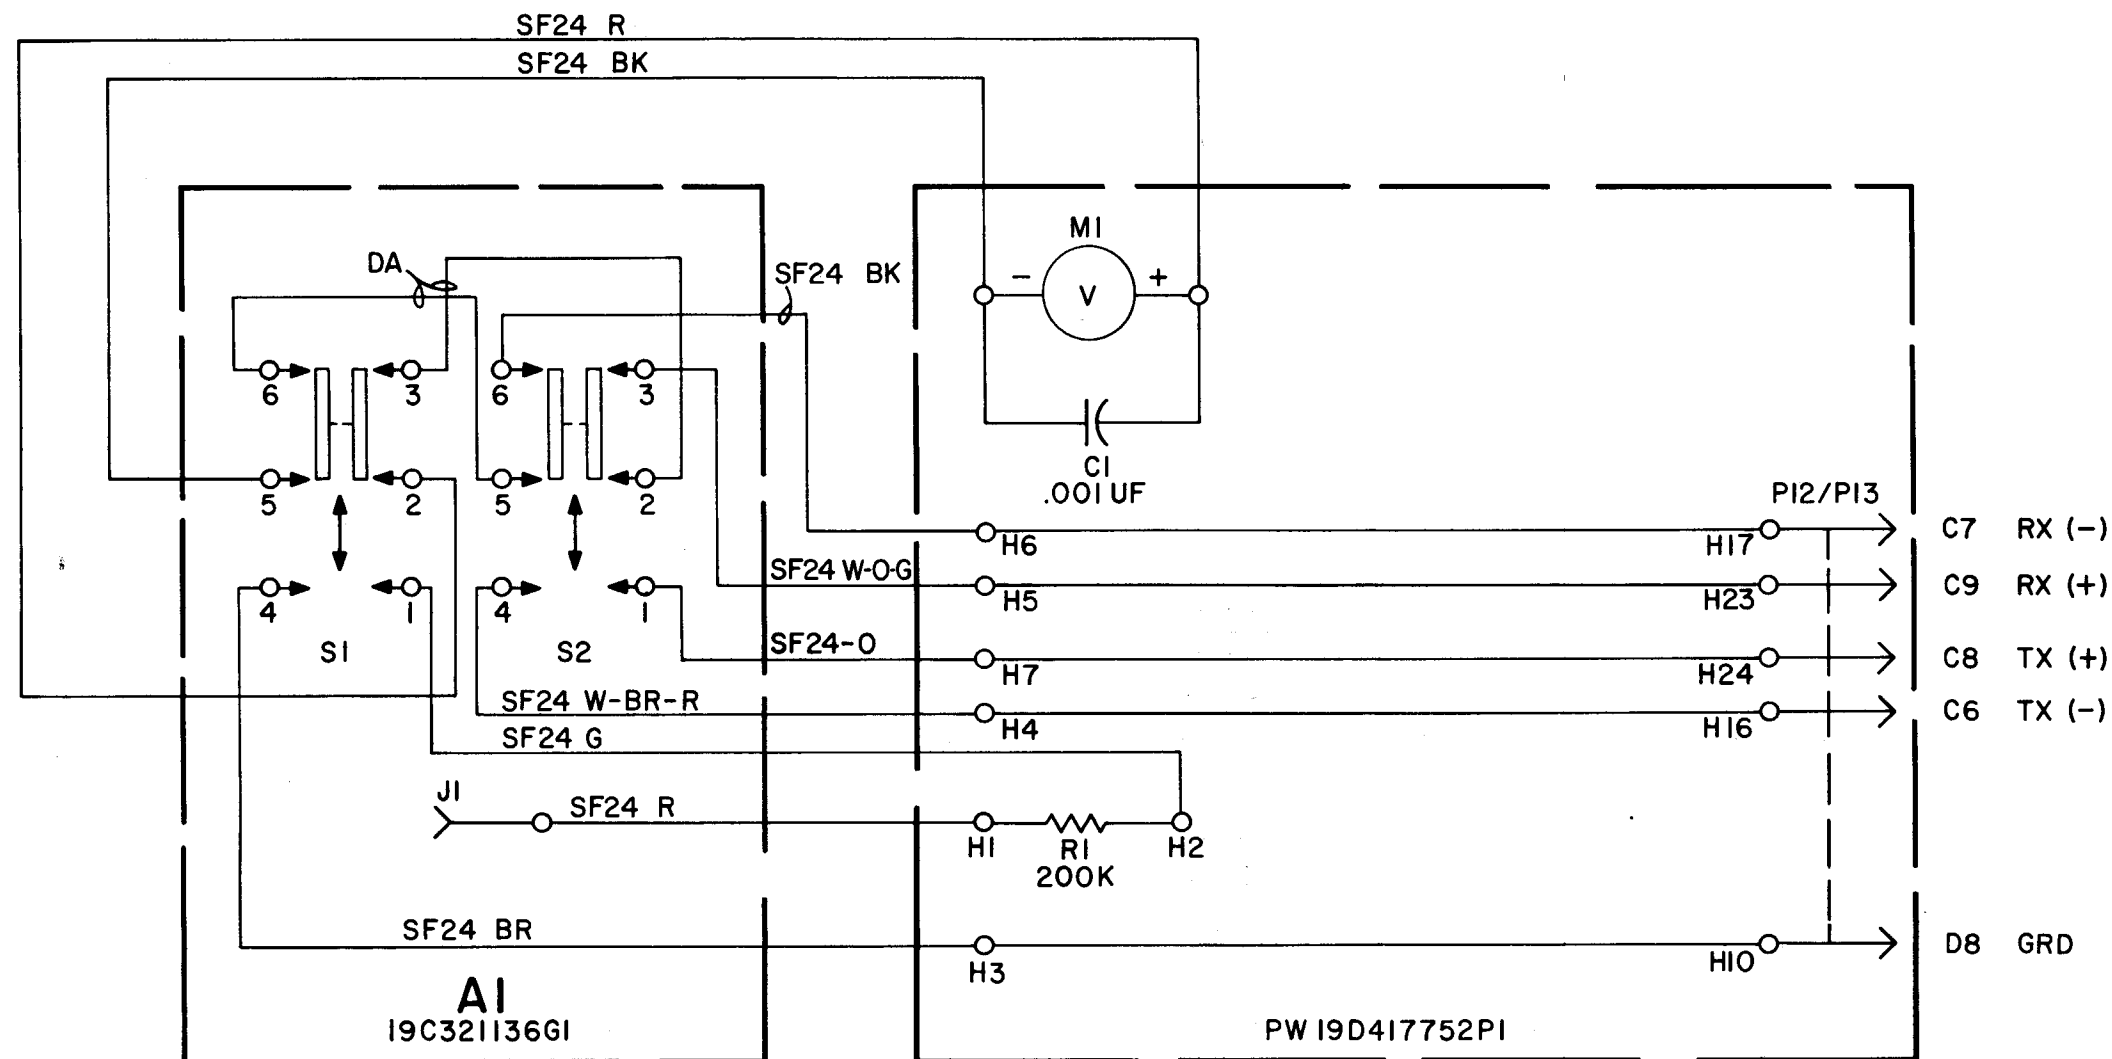 SF24 R
SF24 BK
M1
DA
SF24 BK
- V +
6 3 6 3
C1
5 2 5 2
.001 UF
P12/P13
H6 H17 C7 RX (-)
SF24 W-O-G
H5 H23 C9 RX (+)
4 1 4 1
S1 S2
SF24-O
H7 H24 C8 TX (+)
SF24 W-BR-R
H4 H16 C6 TX (-)
SF24 G
J1
SF24 R
H1 R1 H2
200K
SF24 BR
H3 H10 D8 GRD
A1
19C321136G1
PW 19D417752P1